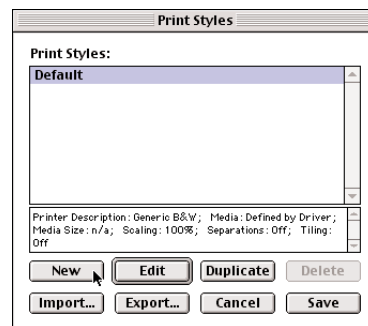 Print Styles
Print Styles:
Default
Printer Description: Generic B&W; Media: Defined by Driver;
Media Size: n/a; Scaling: 100%; Separations: Off; Tiling:
Off
New Edit Duplicate Delete
Import... Export... Cancel Save